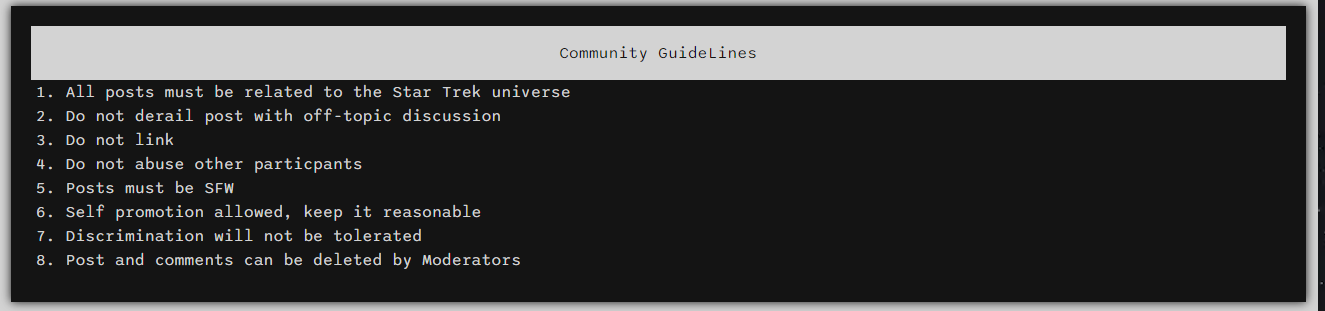 Community GuideLines
1. All posts must be related to the Star Trek universe
2. Do not derail post with off-topic discussion
3. Do not link
4. Do not abuse other particpants
5. Posts must be SFW
6. Self promotion allowed, keep it reasonable
7. Discrimination will not be tolerated
8. Post and comments can be deleted by Moderators